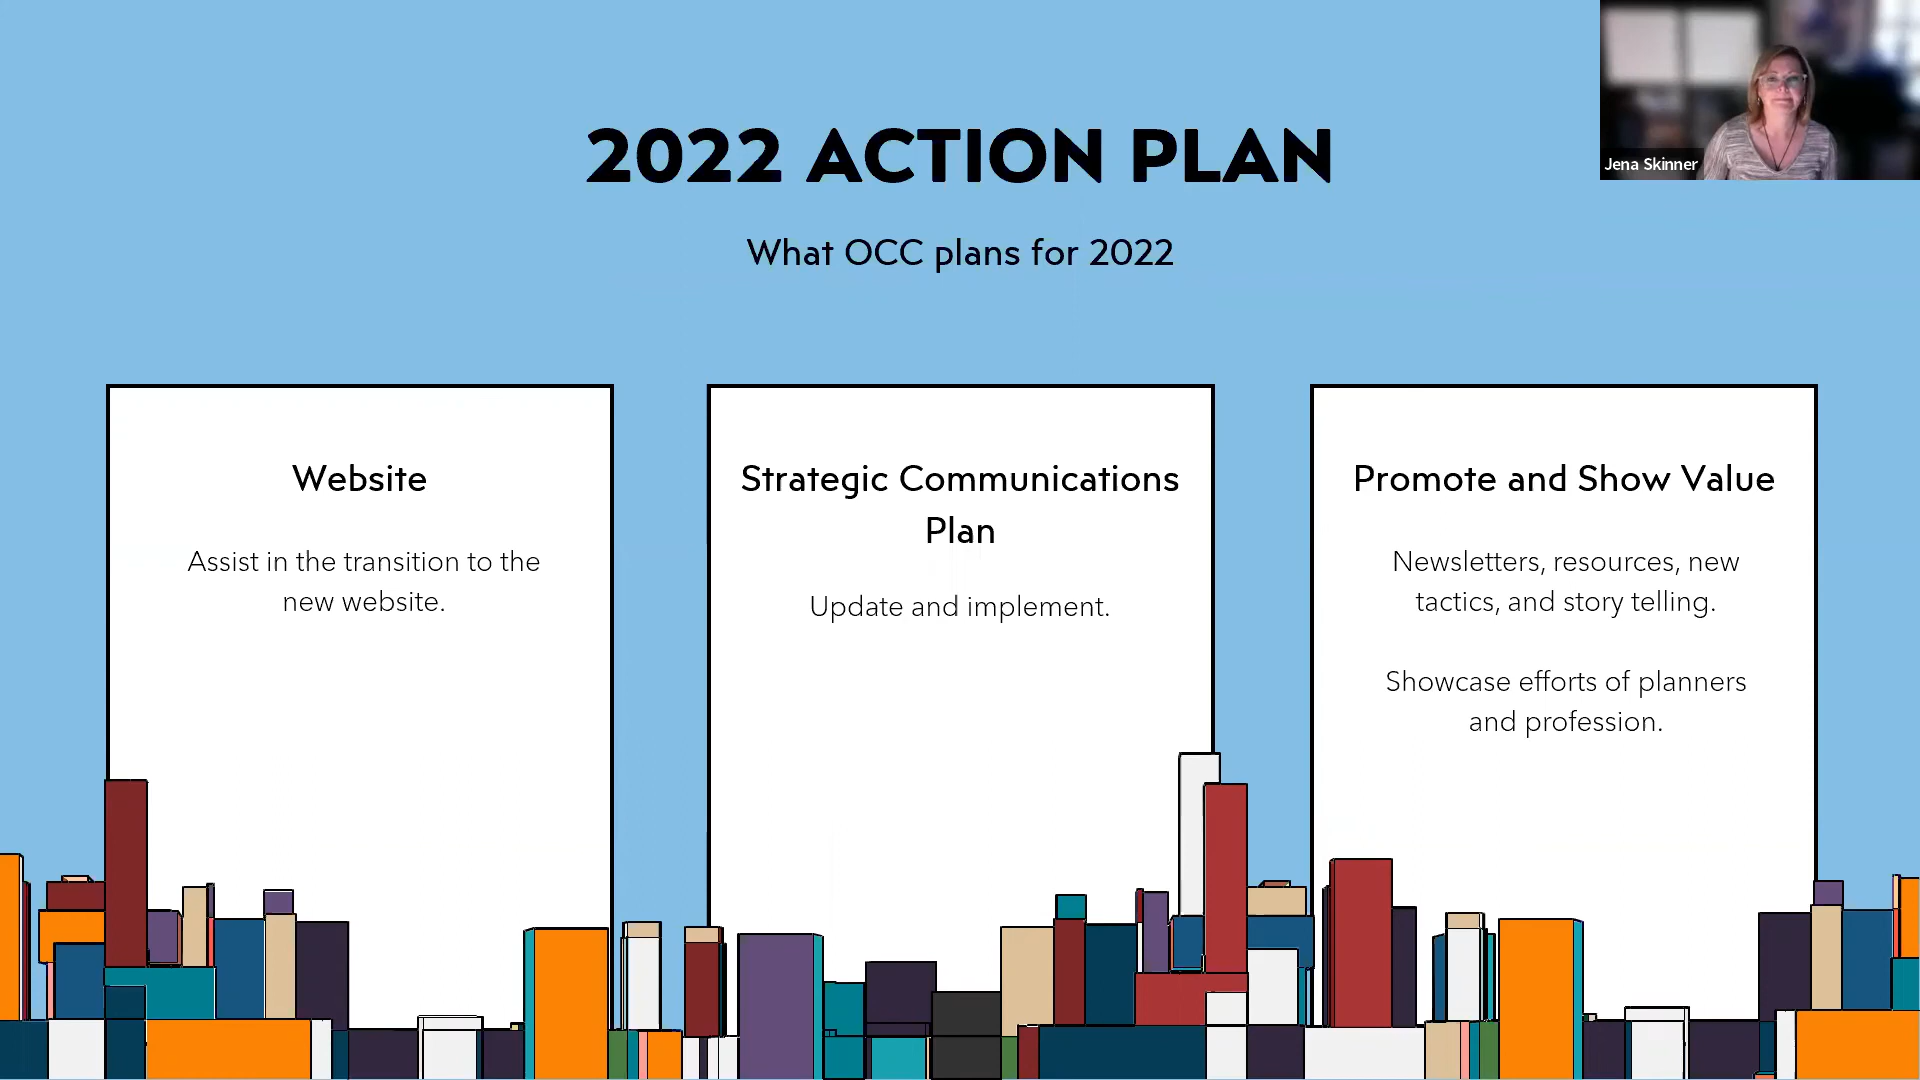 2022 ACTION PLAN
What OCC plans for 2022
Jena Skinner
Website
Assist in the transition to the
new website.
Strategic Communications
Plan
Update and implement.
Promote and Show Value
Newsletters, resources, new
tactics, and story telling.
Showcase efforts of planners
and profession.